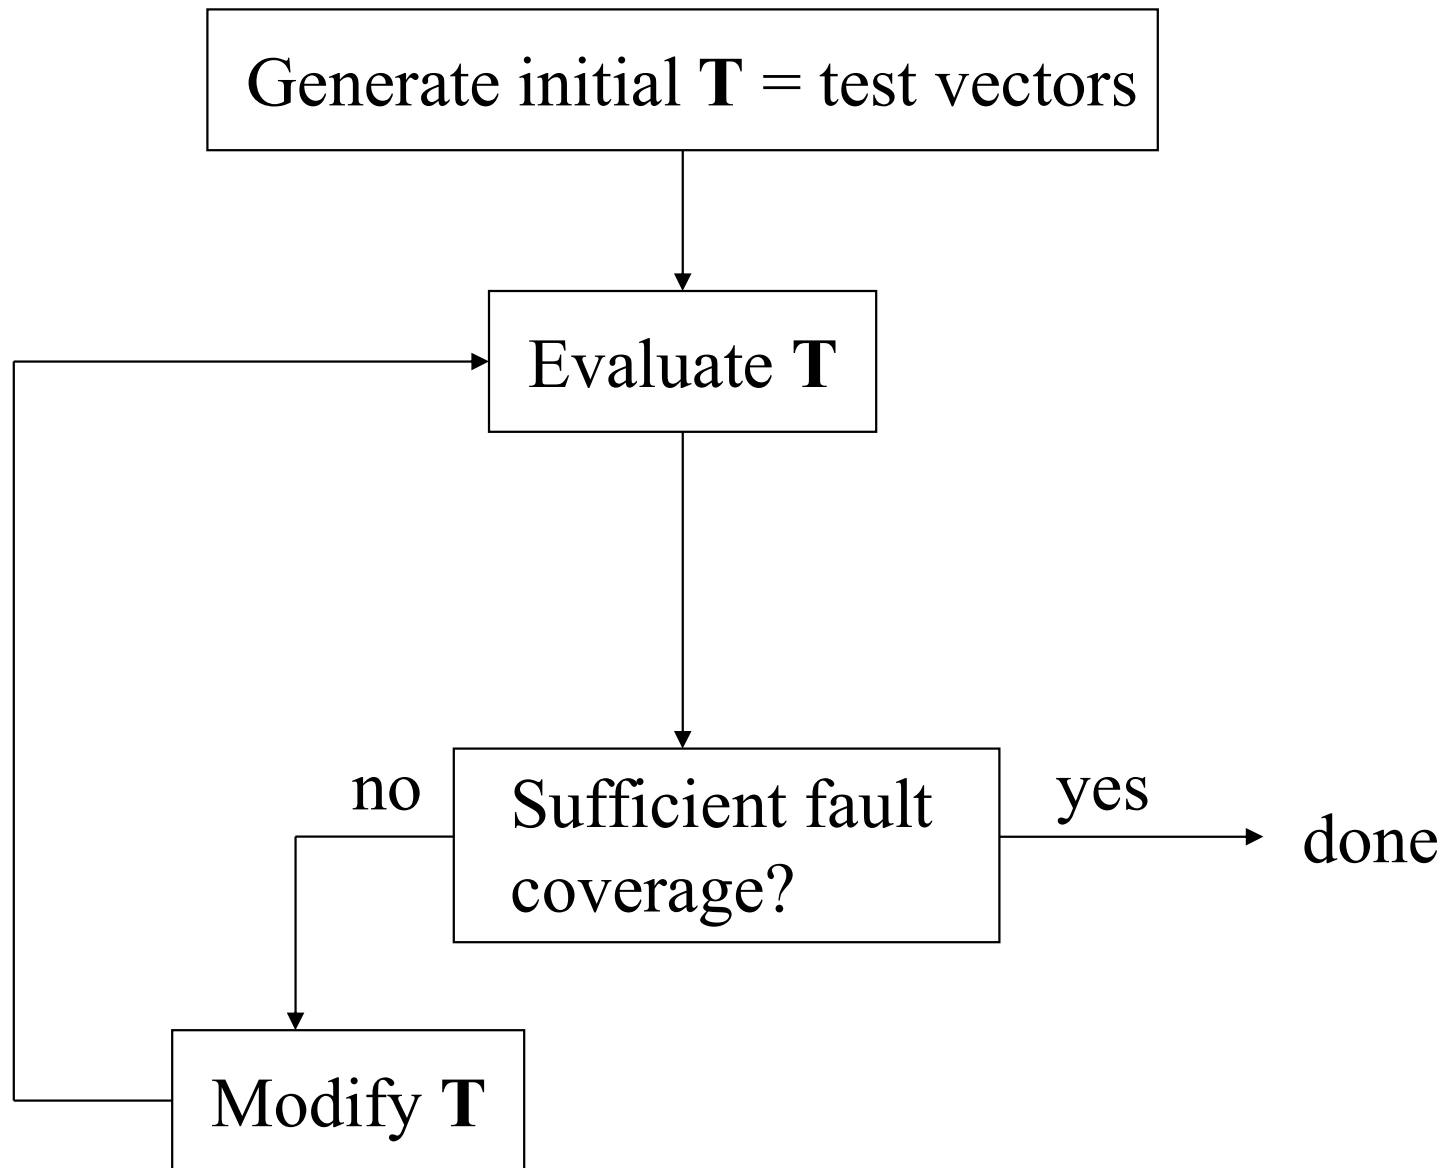 Generate initial T = test vectors
Evaluate T
no
Sufficient fault
coverage?
yes
done
Modify T